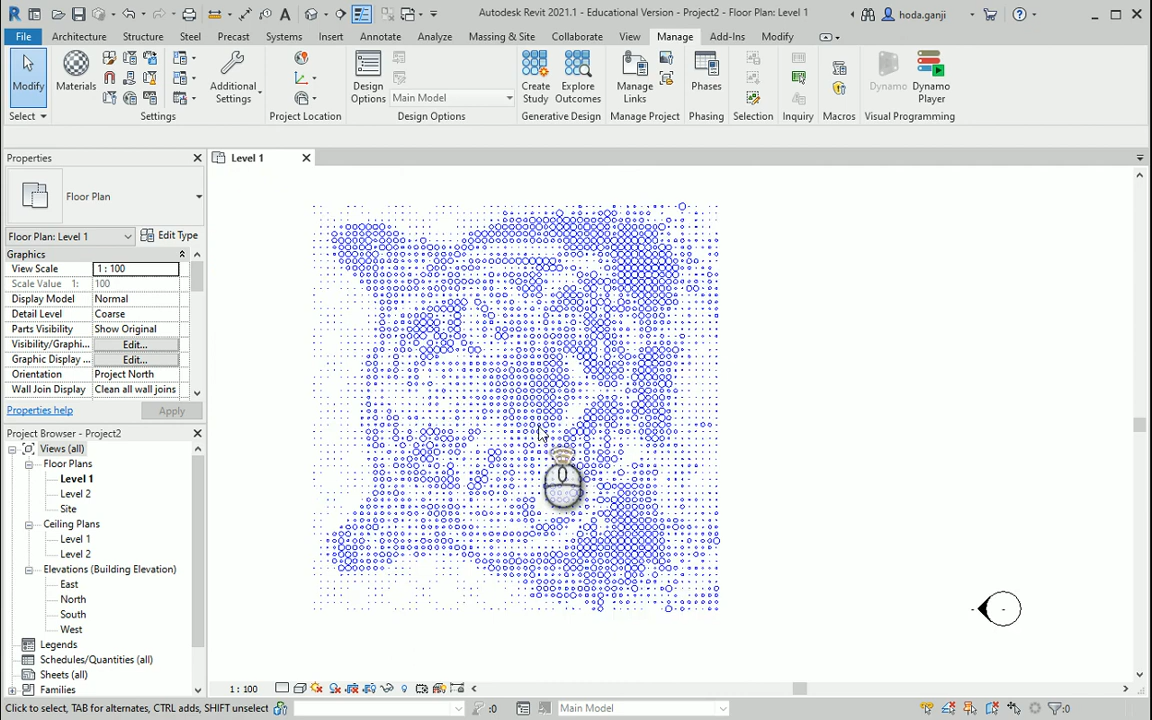 Autodesk Revit 2021.1 - Educational Version - Project2 - Floor Plan: Level 1
hoda.ganji
File Architecture Structure Steel Precast Systems Insert Annotate Analyze Massing & Site Collaborate View Manage Add-Ins Modify
Modify
Materials
Additional
Settings
Design
Options
Main Model
Create
Study
Explore
Outcomes
Manage
Links
Phases
Dynamo
Dynamo
Player
Select
Settings
Project Location
Design Options
Generative Design
Manage Project
Phasing
Selection
Inquiry
Macros
Visual Programming
Properties
Level 1
Floor Plan
Floor Plan: Level 1
Edit Type
Graphics
View Scale 1 : 100
Scale Value 1: 100
Display Model Normal
Detail Level Coarse
Parts Visibility Show Original
Visibility/Graphi... Edit...
Graphic Display ... Edit...
Orientation Project North
Wall Join Display Clean all wall joins
Properties help
Apply
Project Browser - Project2
Views (all)
Floor Plans
Level 1
Level 2
Site
Ceiling Plans
Level 1
Level 2
Elevations (Building Elevation)
East
North
South
West
Legends
Schedules/Quantities (all)
Sheets (all)
Families
1 : 100
Click to select, TAB for alternates, CTRL adds, SHIFT unselect
:0
Main Model
:0